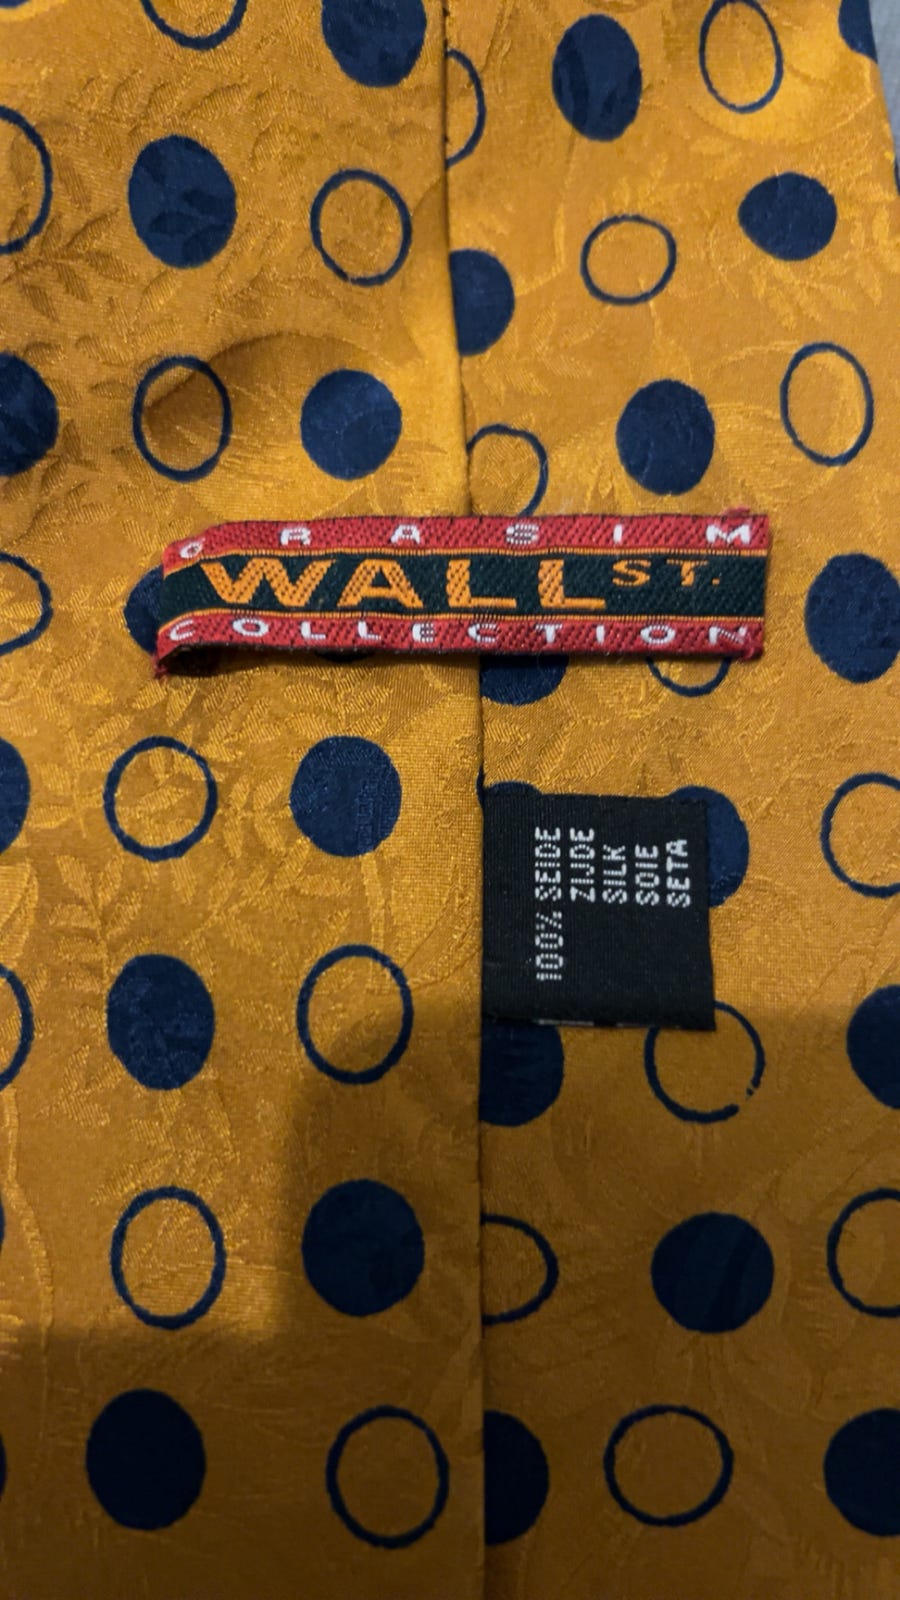 GRASIM
WALL ST.
COLLECTION
100% SEIDE
ZIJDE
SILK
SOIE
SETA